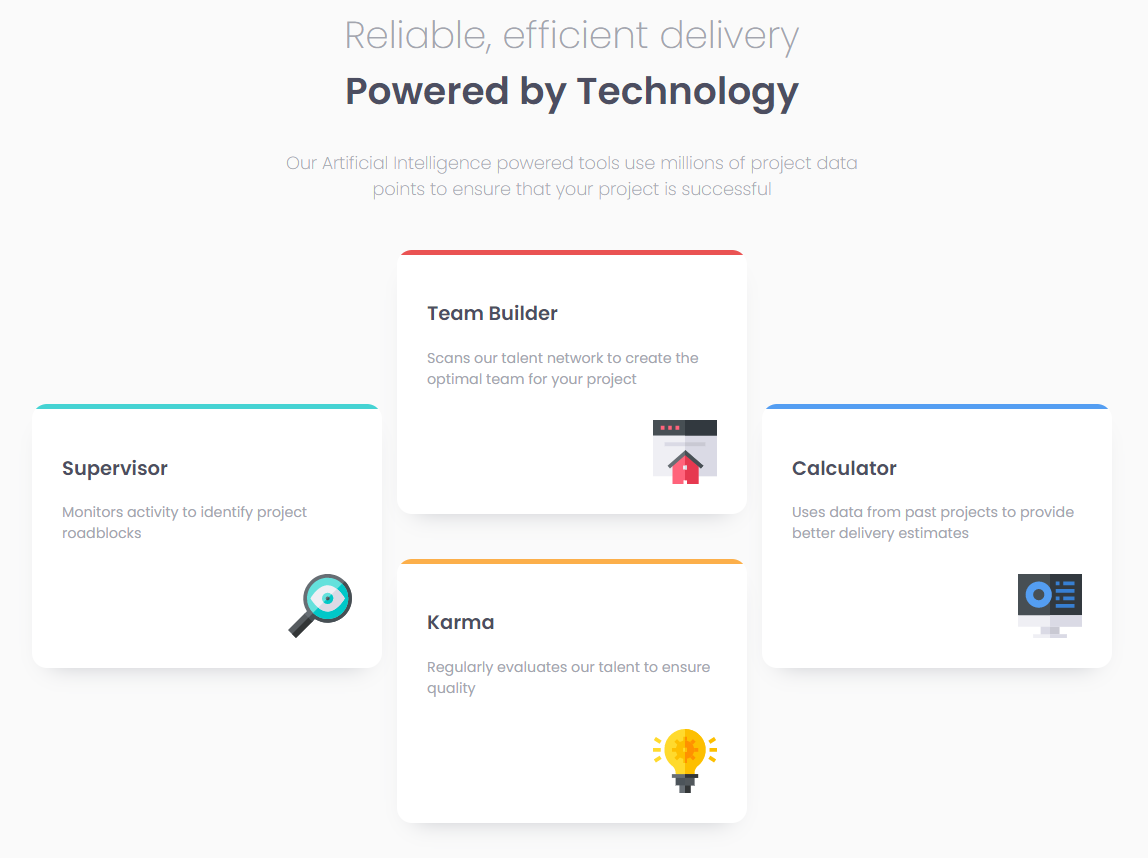 Reliable, efficient delivery
Powered by Technology
Our Artificial Intelligence powered tools use millions of project data
points to ensure that your project is successful
Supervisor
Monitors activity to identify project
roadblocks
Team Builder
Scans our talent network to create the
optimal team for your project
Karma
Regularly evaluates our talent to ensure
quality
Calculator
Uses data from past projects to provide
better delivery estimates